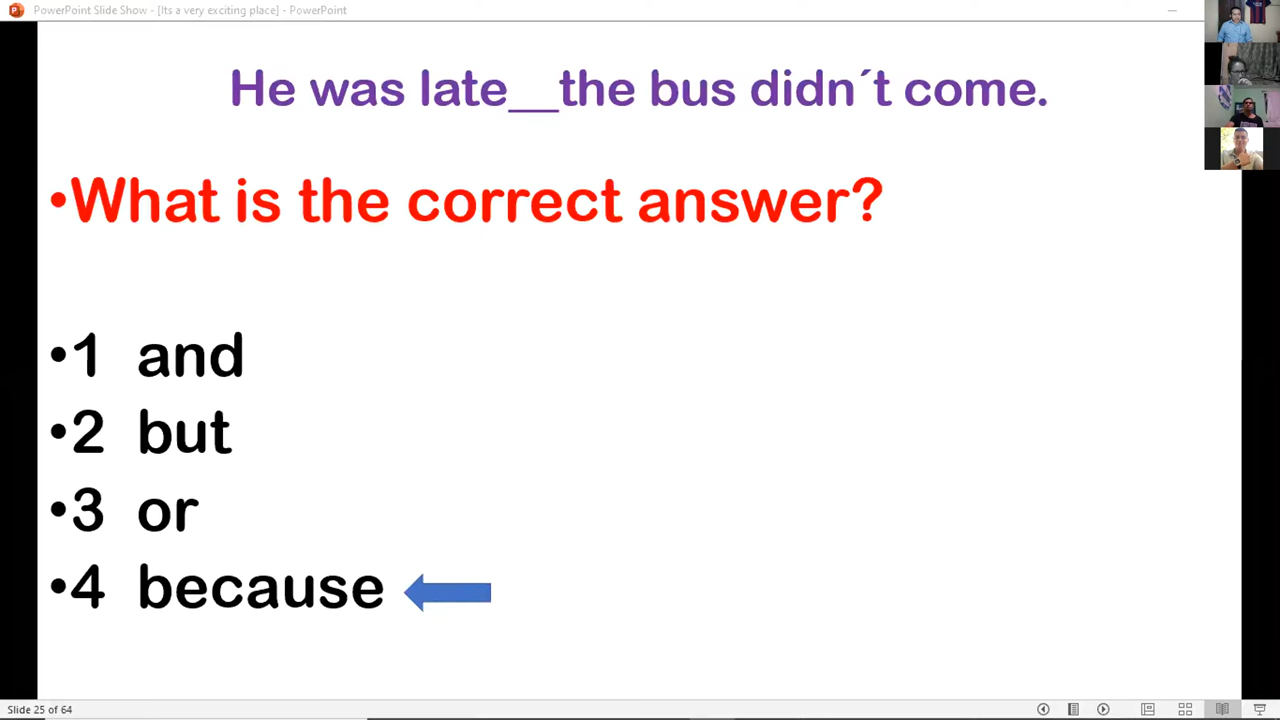 PowerPoint Slide Show - [Its a very exciting place] - PowerPoint
He was late__the bus didn´t come.
•What is the correct answer?
•1 and
•2 but
•3 or
•4 because
Slide 25 of 64